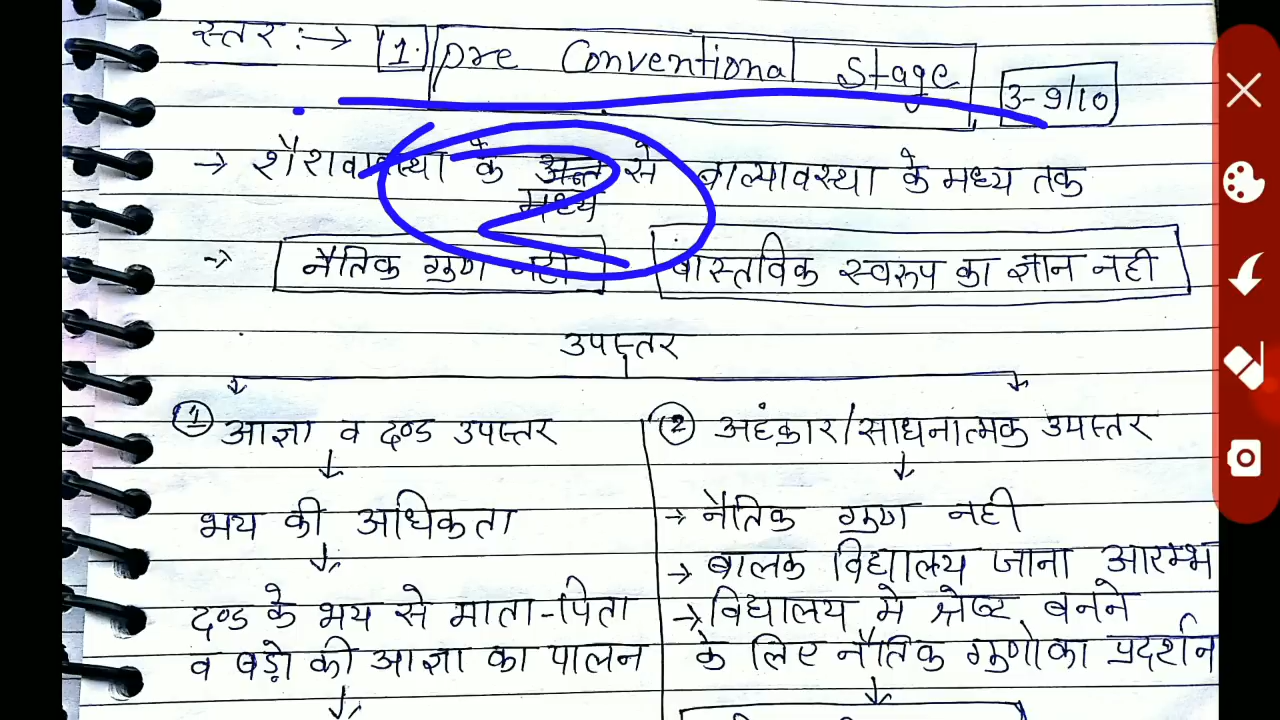 स्तर :→ 1. pre Conventional Stage 3-9/10
→ शैशवावस्था के अन्त से बाल्यावस्था के मध्य तक
मध्य
→ नैतिक गुण नही वास्तविक स्वरुप का ज्ञान नही
उपस्तर
① आज्ञा व दण्ड उपस्तर
↓
भय की अधिकता
↓
दण्ड के भय से माता-पिता
व बड़ो की आज्ञा का पालन
↓
② अहंकार/साधनात्मक उपस्तर
↓
→ नैतिक गुण नही
→ बालक विद्यालय जाना आरम्भ
→ विद्यालय मे श्रेष्ट बनने
के लिए नैतिक गुणो का प्रदर्शन
↓